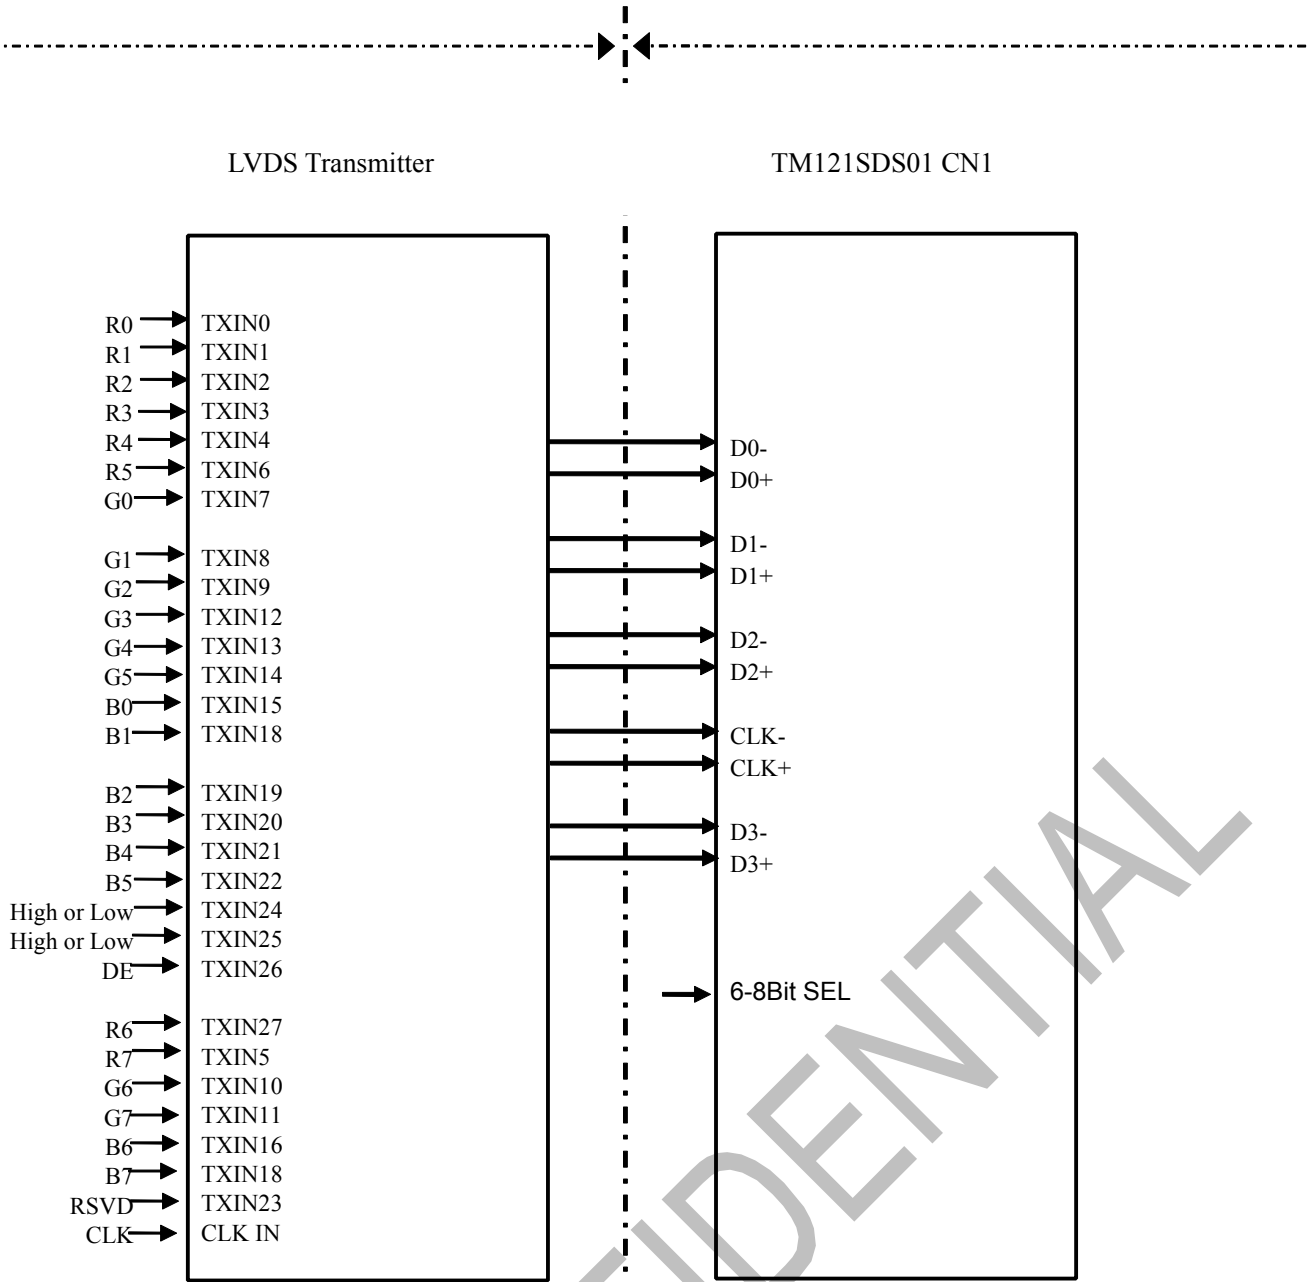 LVDS Transmitter
TM121SDS01 CN1
R0 TXIN0
R1 TXIN1
R2 TXIN2
R3 TXIN3
R4 TXIN4
R5 TXIN6
G0 TXIN7
G1 TXIN8
G2 TXIN9
G3 TXIN12
G4 TXIN13
G5 TXIN14
B0 TXIN15
B1 TXIN18
B2 TXIN19
B3 TXIN20
B4 TXIN21
B5 TXIN22
High or Low TXIN24
High or Low TXIN25
DE TXIN26
R6 TXIN27
R7 TXIN5
G6 TXIN10
G7 TXIN11
B6 TXIN16
B7 TXIN18
RSVD TXIN23
CLK CLK IN
D0-
D0+
D1-
D1+
D2-
D2+
CLK-
CLK+
D3-
D3+
6-8Bit SEL
FIDENTIAL